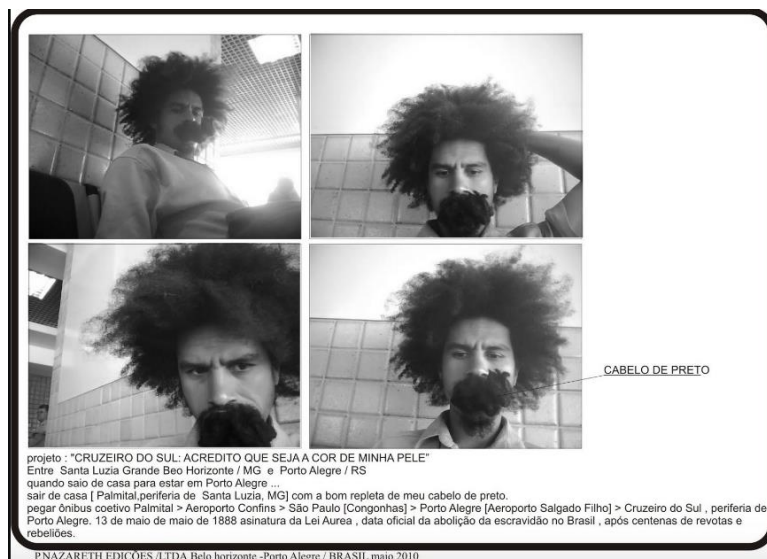 CABELO DE PRETO
projeto : "CRUZEIRO DO SUL: ACREDITO QUE SEJA A COR DE MINHA PELE"
Entre Santa Luzia Grande Beo Horizonte / MG e Porto Alegre / RS
quando saio de casa para estar em Porto Alegre ...
sair de casa [ Palmital,periferia de Santa Luzia, MG] com a bom repleta de meu cabelo de preto.
pegar ônibus coetivo Palmital > Aeroporto Confins > São Paulo [Congonhas] > Porto Alegre [Aeroporto Salgado Filho] > Cruzeiro do Sul , periferia de
Porto Alegre. 13 de maio de maio de 1888 asinatura da Lei Aurea , data oficial da abolição da escravidão no Brasil , após centenas de revotas e
rebeliões.
P.NAZARETH EDIÇÕES /LTDA Belo horizonte -Porto Alegre / BRASIL maio 2010